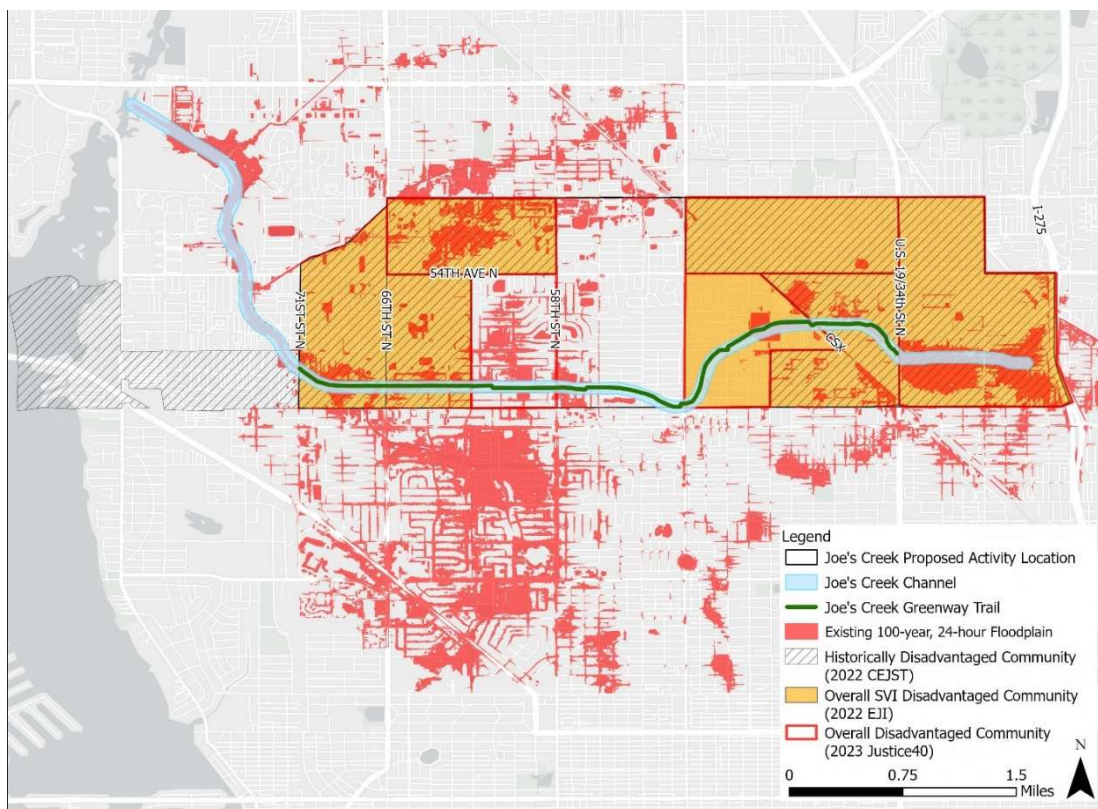 I-275
U.S. 19/34th St N
54TH AVE N
71ST ST N
66TH ST N
58TH ST N
CSX
Legend
Joe's Creek Proposed Activity Location
Joe's Creek Channel
Joe's Creek Greenway Trail
Existing 100-year, 24-hour Floodplain
Historically Disadvantaged Community
(2022 CEJST)
Overall SVI Disadvantaged Community
(2022 EJI)
Overall Disadvantaged Community
(2023 Justice40)
N
0 0.75 1.5
Miles